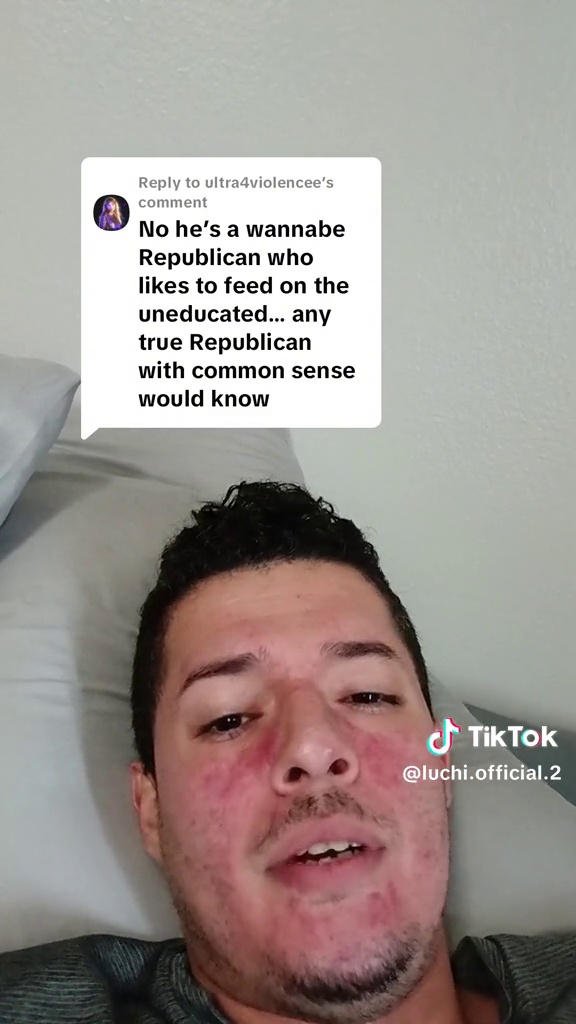 Reply to ultra4violencee's
comment
No he's a wannabe
Republican who
likes to feed on the
uneducated... any
true Republican
with common sense
would know
TikTok
@luchi.official.2